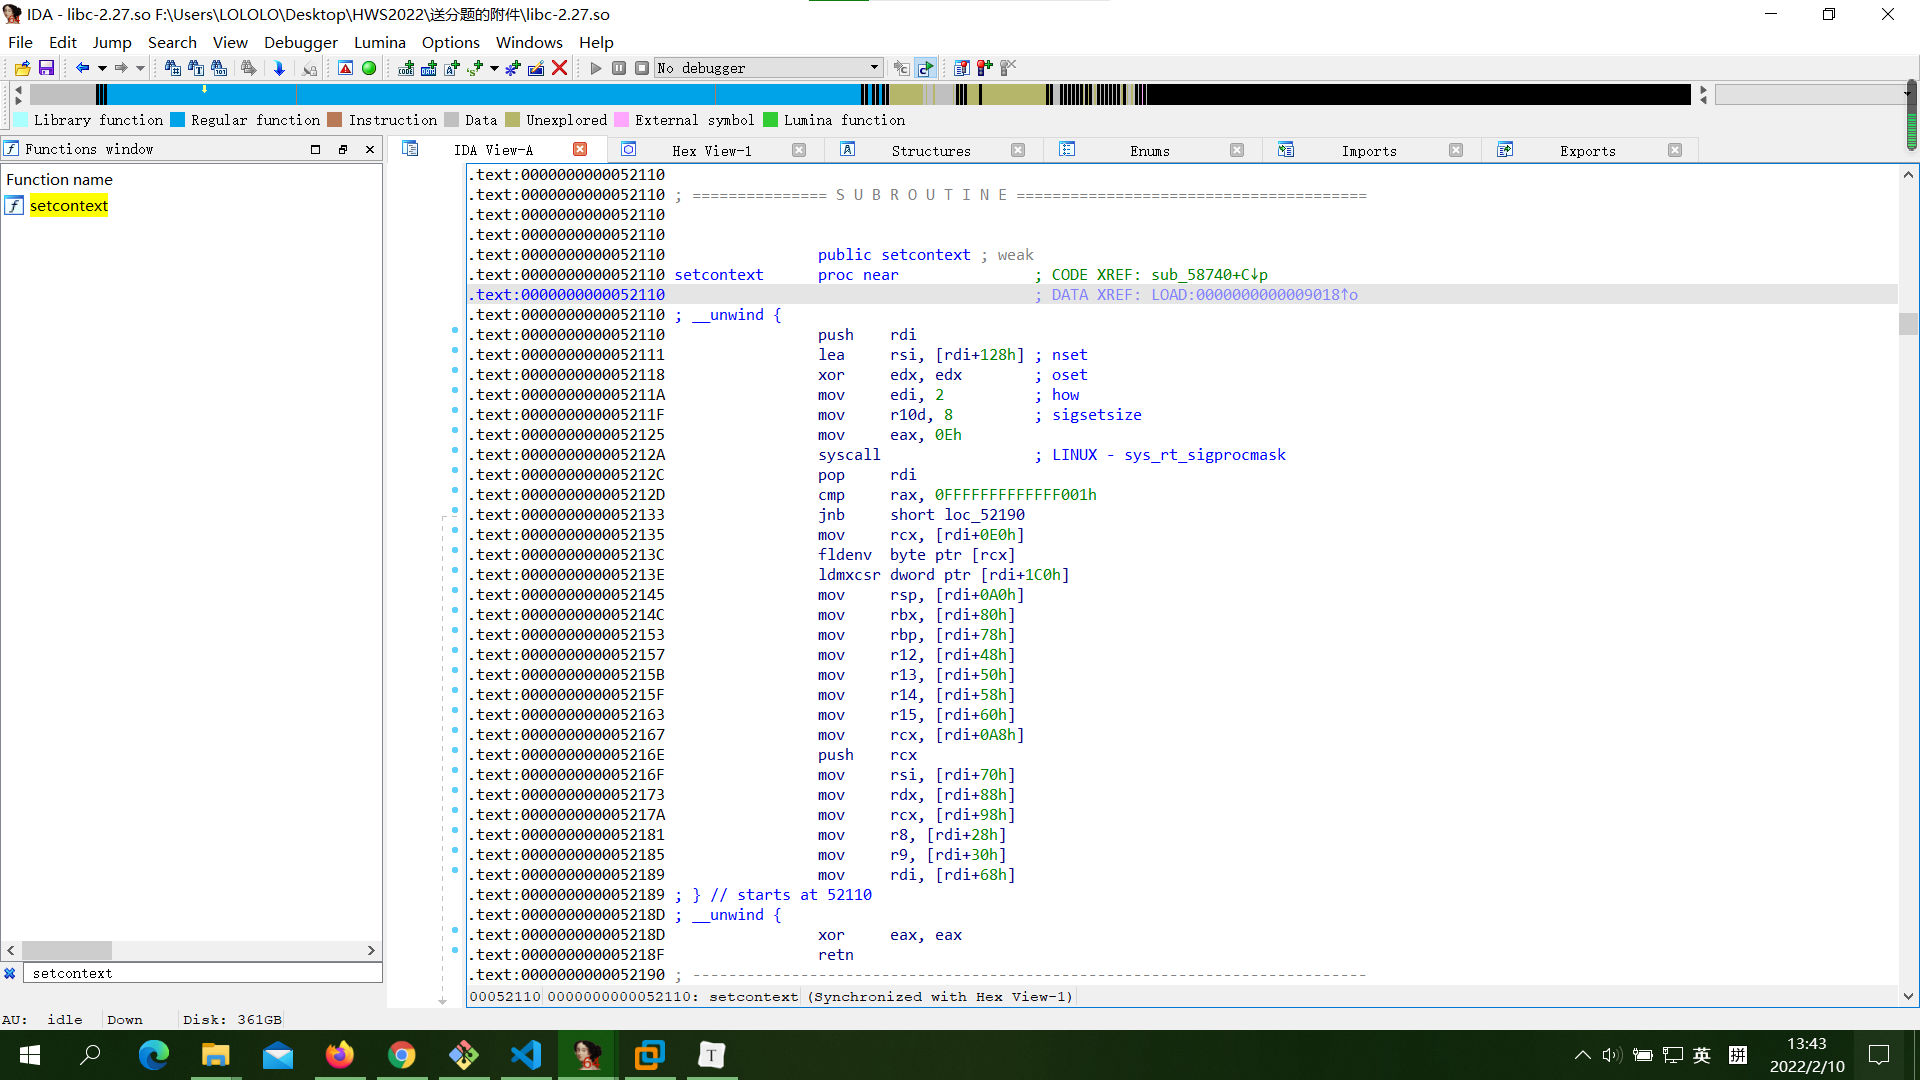 IDA - libc-2.27.so F:\Users\LOLOLO\Desktop\HWS2022\送分题的附件\libc-2.27.so
File Edit Jump Search View Debugger Lumina Options Windows Help
No debugger
Library function Regular function Instruction Data Unexplored External symbol Lumina function
Functions window
IDA View-A Hex View-1 Structures Enums Imports Exports
Function name
setcontext
.text:0000000000052110
.text:0000000000052110 ; =============== S U B R O U T I N E =======================================
.text:0000000000052110
.text:0000000000052110
.text:0000000000052110 public setcontext ; weak
.text:0000000000052110 setcontext proc near ; CODE XREF: sub_58740+C↓p
.text:0000000000052110 ; DATA XREF: LOAD:0000000000009018↑o
.text:0000000000052110 ; __unwind {
.text:0000000000052110 push rdi
.text:0000000000052111 lea rsi, [rdi+128h] ; nset
.text:0000000000052118 xor edx, edx ; oset
.text:000000000005211A mov edi, 2 ; how
.text:000000000005211F mov r10d, 8 ; sigsetsize
.text:0000000000052125 mov eax, 0Eh
.text:000000000005212A syscall ; LINUX - sys_rt_sigprocmask
.text:000000000005212C pop rdi
.text:000000000005212D cmp rax, 0FFFFFFFFFFFFF001h
.text:0000000000052133 jnb short loc_52190
.text:0000000000052135 mov rcx, [rdi+0E0h]
.text:000000000005213C fldenv byte ptr [rcx]
.text:000000000005213E ldmxcsr dword ptr [rdi+1C0h]
.text:0000000000052145 mov rsp, [rdi+0A0h]
.text:000000000005214C mov rbx, [rdi+80h]
.text:0000000000052153 mov rbp, [rdi+78h]
.text:0000000000052157 mov r12, [rdi+48h]
.text:000000000005215B mov r13, [rdi+50h]
.text:000000000005215F mov r14, [rdi+58h]
.text:0000000000052163 mov r15, [rdi+60h]
.text:0000000000052167 mov rcx, [rdi+0A8h]
.text:000000000005216E push rcx
.text:000000000005216F mov rsi, [rdi+70h]
.text:0000000000052173 mov rdx, [rdi+88h]
.text:000000000005217A mov rcx, [rdi+98h]
.text:0000000000052181 mov r8, [rdi+28h]
.text:0000000000052185 mov r9, [rdi+30h]
.text:0000000000052189 mov rdi, [rdi+68h]
.text:0000000000052189 ; } // starts at 52110
.text:000000000005218D ; __unwind {
.text:000000000005218D xor eax, eax
.text:000000000005218F retn
.text:0000000000052190 ; ---------------------------------------------------------------------------
setcontext
00052110 0000000000052110: setcontext (Synchronized with Hex View-1)
AU: idle Down Disk: 361GB
英 拼
13:43
2022/2/10